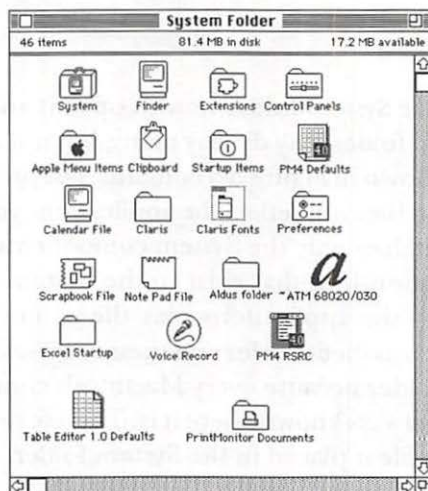 System Folder
46 items 81.4 MB in disk 17.2 MB available
System Finder Extensions Control Panels
Apple Menu Items Clipboard Startup Items PM4 Defaults
Calendar File Claris Claris Fonts Preferences
Scrapbook File Note Pad File Aldus folder ~ATM 68020/030
Excel Startup Voice Record PM4 RSRC
Table Editor 1.0 Defaults PrintMonitor Documents